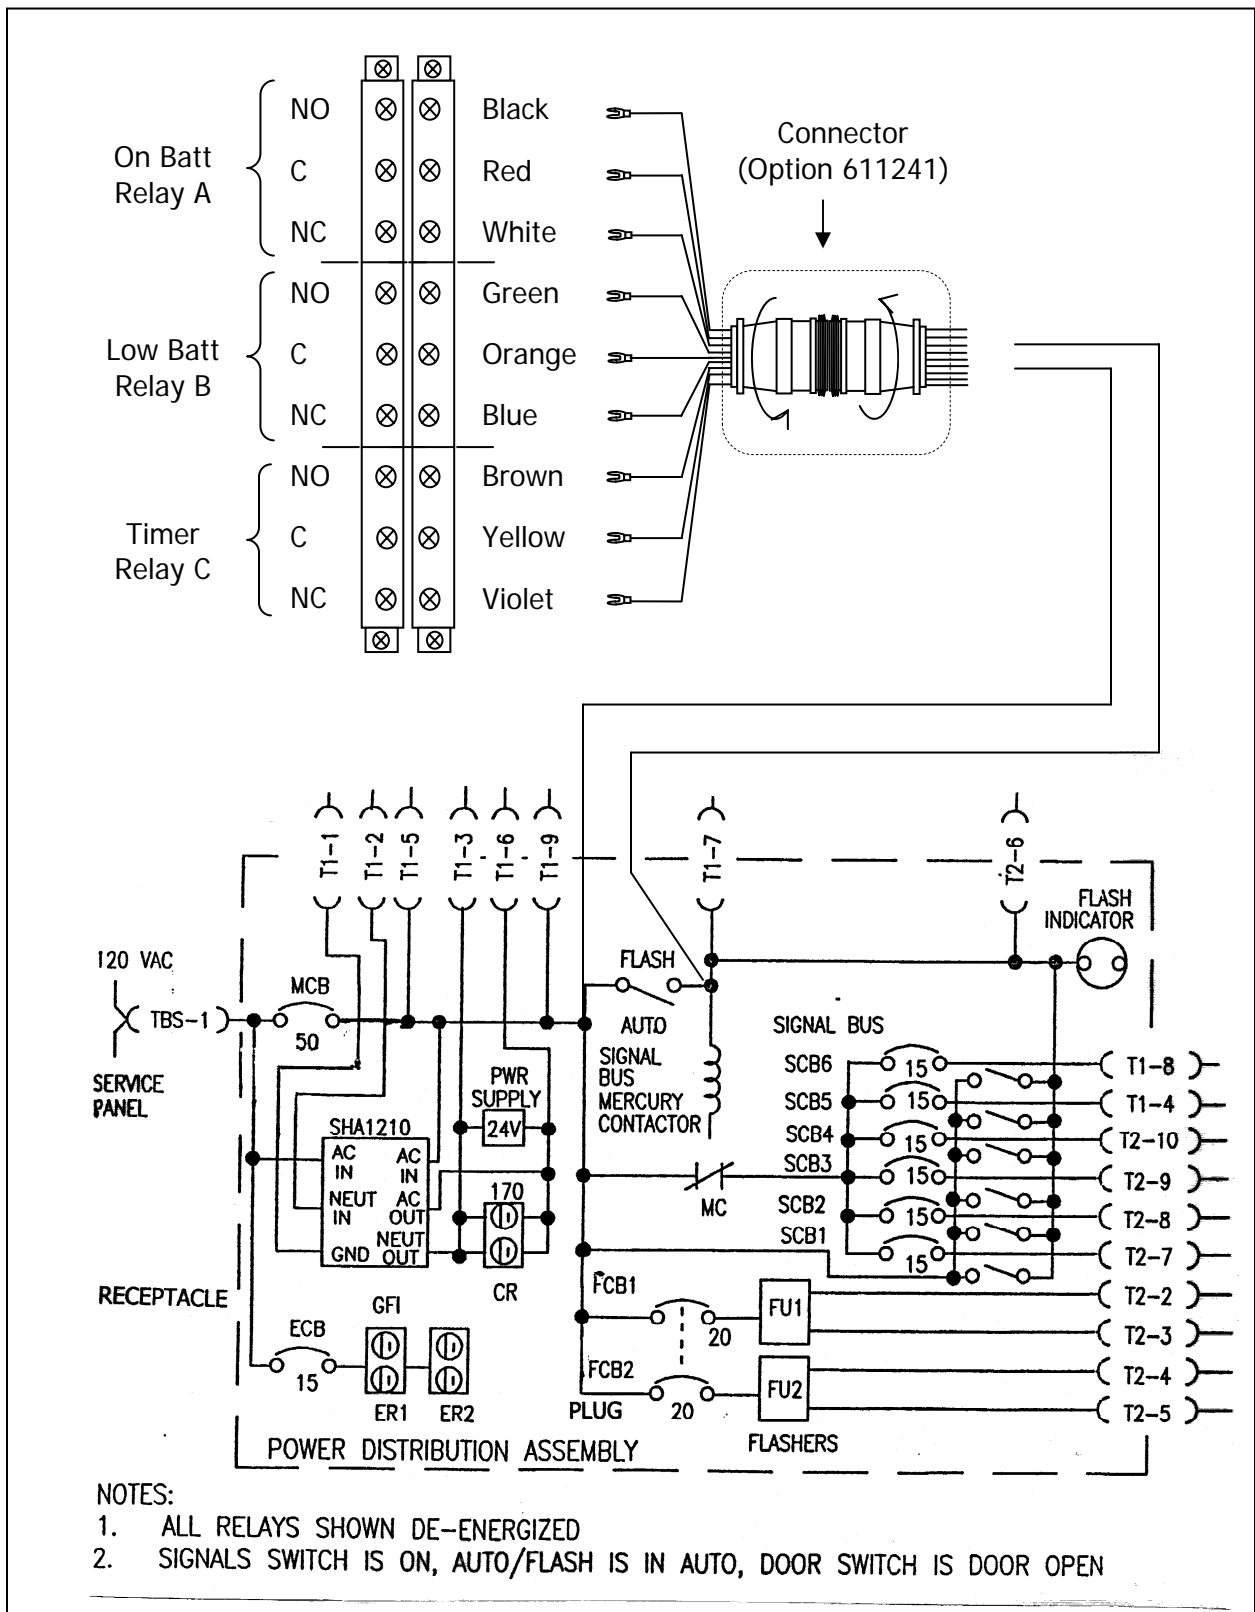 NO
Black
Connector
(Option 611241)
On Batt
Relay A
C
Red
NC
White
NO
Green
Low Batt
Relay B
C
Orange
NC
Blue
NO
Brown
Timer
Relay C
C
Yellow
NC
Violet
T1-1
T1-2
T1-5
T1-3
T1-6
T1-9
T1-7
T2-6
FLASH
INDICATOR
120 VAC
MCB
FLASH
TBS-1
50
AUTO
SIGNAL BUS
SERVICE
PANEL
PWR
SUPPLY
24V
SIGNAL
BUS
MERCURY
CONTACTOR
SCB6
15
T1-8
SCB5
15
T1-4
SCB4
15
T2-10
SCB3
15
T2-9
SCB2
15
T2-8
SCB1
15
T2-7
SHA1210
AC
IN
AC
IN
NEUT
IN
AC
OUT
GND
NEUT
OUT
170
CR
MC
RECEPTACLE
ECB
15
GFI
ER1
ER2
FCB1
20
FU1
T2-2
T2-3
FCB2
20
FU2
T2-4
T2-5
PLUG
FLASHERS
POWER DISTRIBUTION ASSEMBLY
NOTES:
1. ALL RELAYS SHOWN DE-ENERGIZED
2. SIGNALS SWITCH IS ON, AUTO/FLASH IS IN AUTO, DOOR SWITCH IS DOOR OPEN